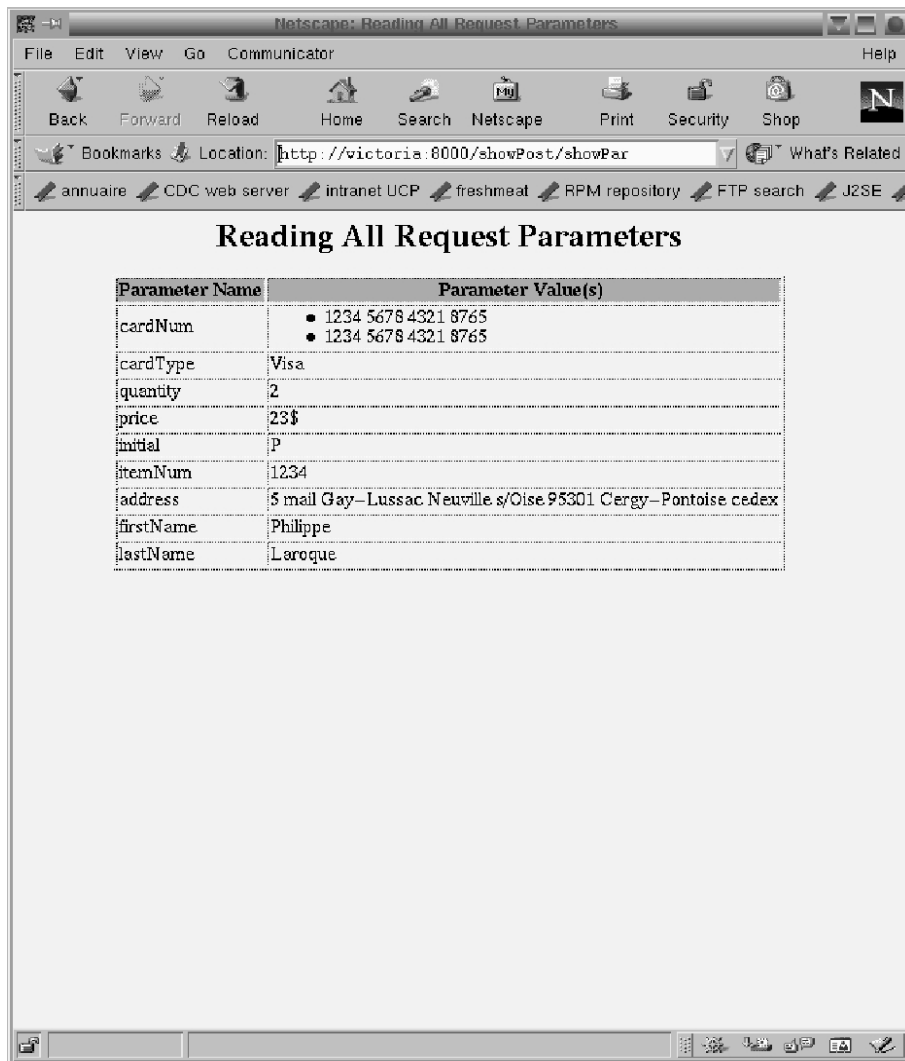 Netscape: Reading All Request Parameters
File Edit View Go Communicator Help
Back Forward Reload Home Search Netscape Print Security Shop
My N
Bookmarks Location: http://victoria:8000/showPost/showPar What's Related
annuaire CDC web server intranet UCP freshmeat RPM repository FTP search J2SE
Reading All Request Parameters
Parameter Name Parameter Value(s)
cardNum
1234 5678 4321 8765
1234 5678 4321 8765
cardType Visa
quantity 2
price 23$
initial P
itemNum 1234
address 5 mail Gay-Lussac Neuville s/Oise 95301 Cergy-Pontoise cedex
firstName Philippe
lastName Laroque